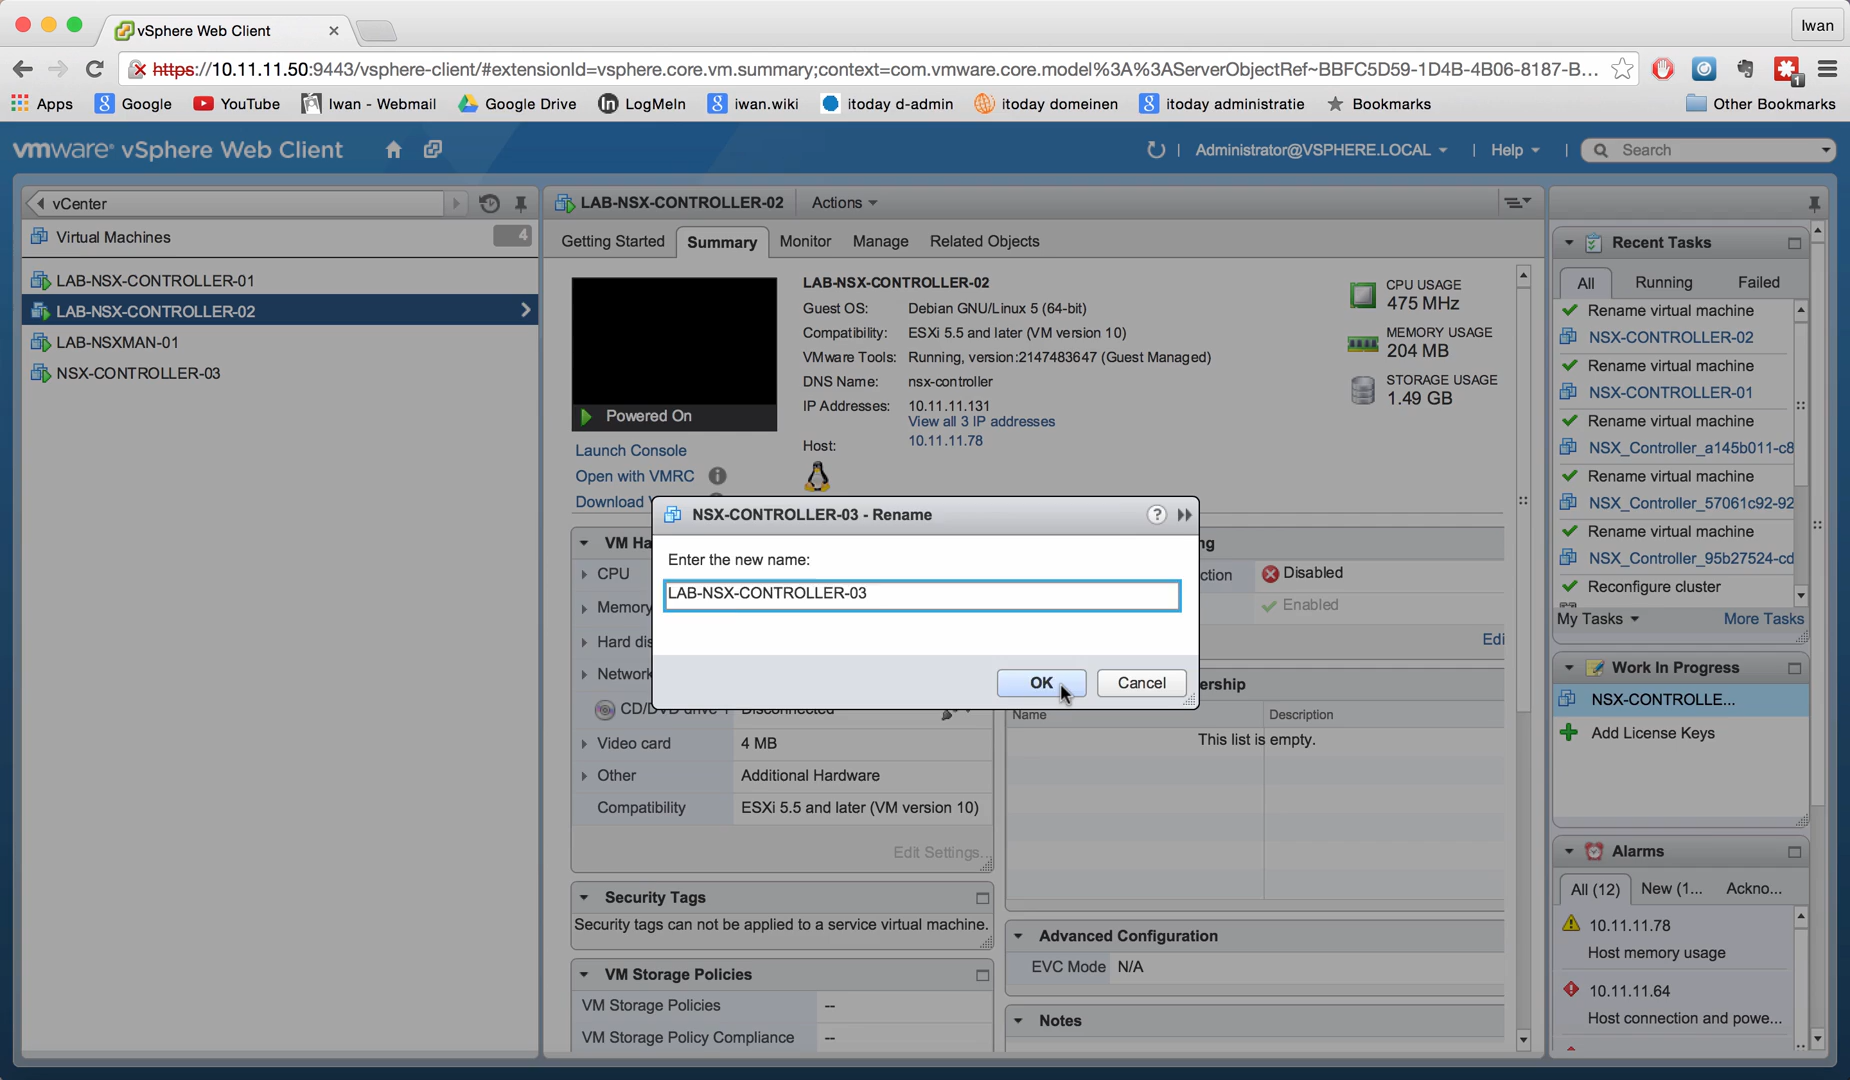 vSphere Web Client
Iwan
https://10.11.11.50:9443/vsphere-client/#extensionId=vsphere.core.vm.summary;context=com.vmware.core.model%3A%3AServerObjectRef~BBFC5D59-1D4B-4B06-8187-B...
1
Apps
Google
YouTube
Iwan - Webmail
Google Drive
LogMeIn
iwan.wiki
itoday d-admin
itoday domeinen
itoday administratie
Bookmarks
Other Bookmarks
vmware® vSphere Web Client
Administrator@VSPHERE.LOCAL
Help
Search
vCenter
Virtual Machines
4
LAB-NSX-CONTROLLER-01
LAB-NSX-CONTROLLER-02
LAB-NSXMAN-01
NSX-CONTROLLER-03
LAB-NSX-CONTROLLER-02
Actions
Getting Started
Summary
Monitor
Manage
Related Objects
Powered On
Launch Console
Open with VMRC
Download
LAB-NSX-CONTROLLER-02
Guest OS: Debian GNU/Linux 5 (64-bit)
Compatibility: ESXi 5.5 and later (VM version 10)
VMware Tools: Running, version:2147483647 (Guest Managed)
DNS Name: nsx-controller
IP Addresses: 10.11.11.131
View all 3 IP addresses
Host: 10.11.11.78
CPU USAGE
475 MHz
MEMORY USAGE
204 MB
STORAGE USAGE
1.49 GB
NSX-CONTROLLER-03 - Rename
Enter the new name:
LAB-NSX-CONTROLLER-03
OK
Cancel
VM Ha
CPU
Memory
Hard dis
Network
CD/DVD drive 1 Disconnected
Video card 4 MB
Other Additional Hardware
Compatibility ESXi 5.5 and later (VM version 10)
Edit Settings...
Security Tags
Security tags can not be applied to a service virtual machine.
VM Storage Policies
VM Storage Policies --
VM Storage Policy Compliance --
ng
ction Disabled
Enabled
Edi
ership
Name Description
This list is empty.
Advanced Configuration
EVC Mode N/A
Notes
Recent Tasks
All
Running
Failed
Rename virtual machine
NSX-CONTROLLER-02
Rename virtual machine
NSX-CONTROLLER-01
Rename virtual machine
NSX_Controller_a145b011-c8
Rename virtual machine
NSX_Controller_57061c92-92
Rename virtual machine
NSX_Controller_95b27524-cd
Reconfigure cluster
My Tasks
More Tasks
Work In Progress
NSX-CONTROLLE...
Add License Keys
Alarms
All (12)
New (1...
Ackno...
10.11.11.78
Host memory usage
10.11.11.64
Host connection and powe...